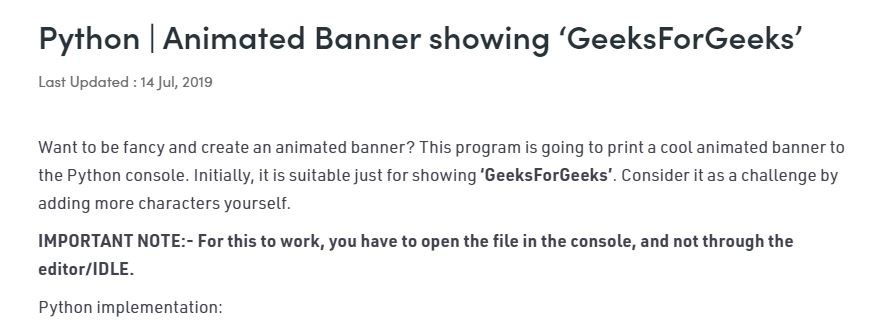 Python | Animated Banner showing ‘GeeksForGeeks’
Last Updated : 14 Jul, 2019
Want to be fancy and create an animated banner? This program is going to print a cool animated banner to
the Python console. Initially, it is suitable just for showing ‘GeeksForGeeks’. Consider it as a challenge by
adding more characters yourself.
IMPORTANT NOTE:- For this to work, you have to open the file in the console, and not through the
editor/IDLE.
Python implementation: